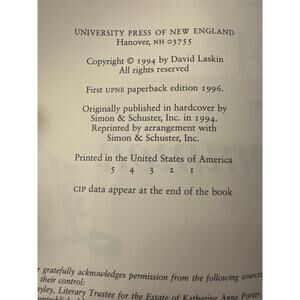 UNIVERSITY PRESS OF NEW ENGLAND
Hanover, NH 03755
Copyright © 1994 by David Laskin
All rights reserved
First UPNE paperback edition 1996.
Originally published in hardcover by
Simon & Schuster, Inc. in 1994.
Reprinted by arrangement with
Simon & Schuster, Inc.
Printed in the United States of America
5 4 3 2 1
CIP data appear at the end of the book
gratefully acknowledges permission from the following sources
their control:
Literary Trustee for the Estate of Katherine Anne Porter,